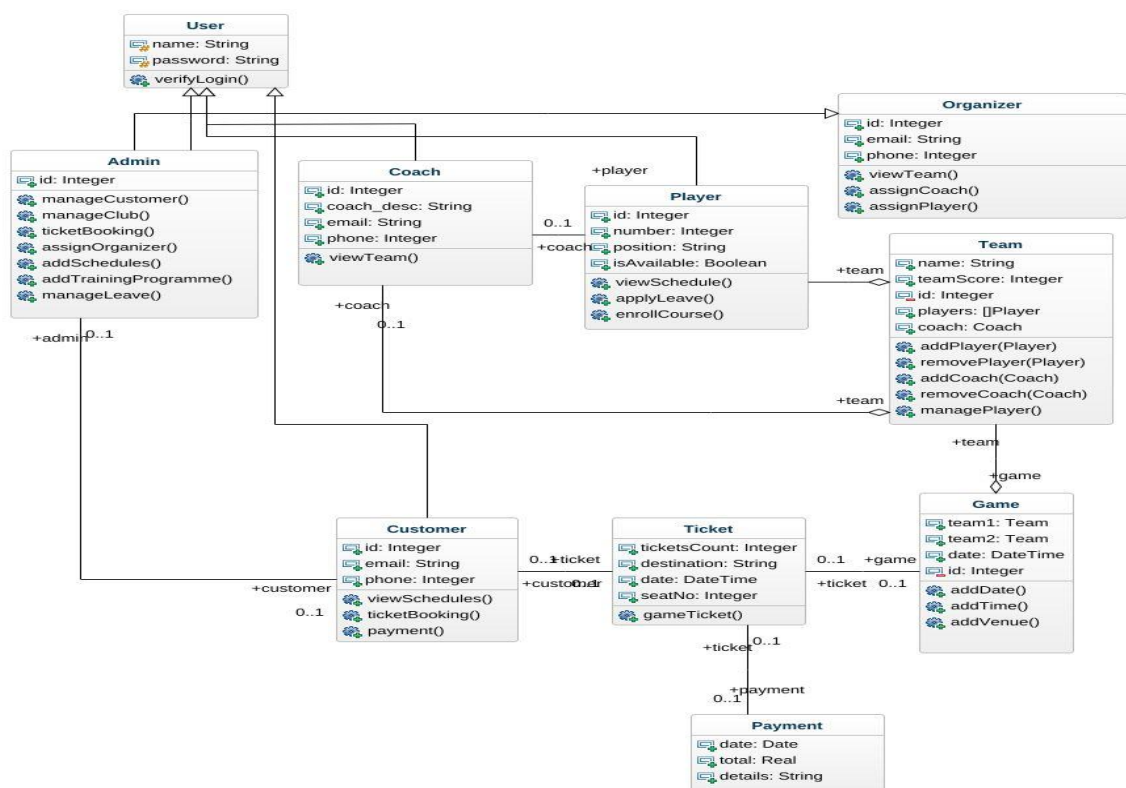 User
name: String
password: String
verifyLogin()
Organizer
id: Integer
email: String
phone: Integer
viewTeam()
assignCoach()
assignPlayer()
Admin
id: Integer
manageCustomer()
manageClub()
ticketBooking()
assignOrganizer()
addSchedules()
addTrainingProgramme()
manageLeave()
Coach
id: Integer
coach_desc: String
email: String
phone: Integer
viewTeam()
+player
0..1
+coach
Player
id: Integer
number: Integer
position: String
isAvailable: Boolean
viewSchedule()
applyLeave()
enrollCourse()
+team
Team
name: String
teamScore: Integer
id: Integer
players: []Player
coach: Coach
addPlayer(Player)
removePlayer(Player)
addCoach(Coach)
removeCoach(Coach)
managePlayer()
+coach
0..1
+admin
0..1
+team
+team
+game
Game
team1: Team
team2: Team
date: DateTime
id: Integer
addDate()
addTime()
addVenue()
Customer
id: Integer
email: String
phone: Integer
viewSchedules()
ticketBooking()
payment()
+customer
0..1
0..1
+ticket
+customer
0..1
Ticket
ticketsCount: Integer
destination: String
date: DateTime
seatNo: Integer
gameTicket()
0..1
+game
+ticket
0..1
+ticket
0..1
+payment
0..1
Payment
date: Date
total: Real
details: String